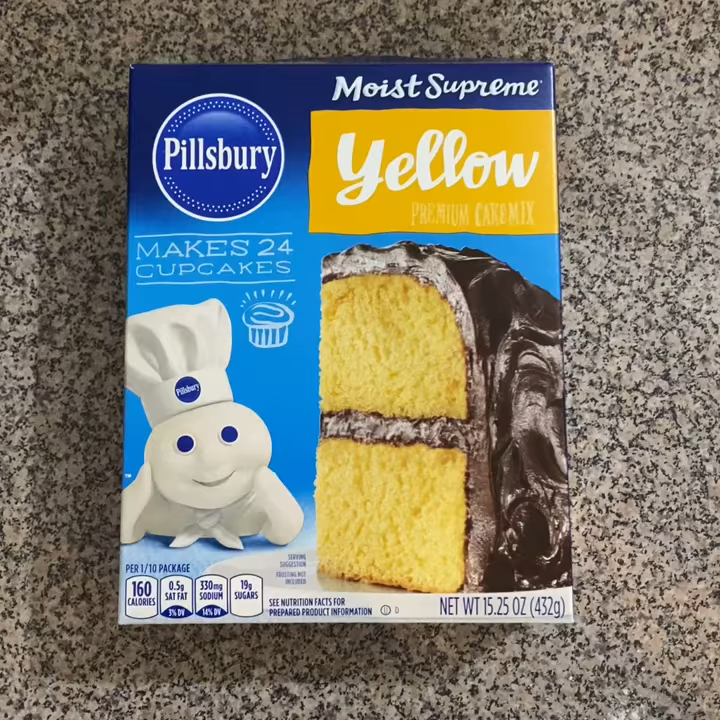 Moist Supreme
Pillsbury
Yellow
PREMIUM CAKE MIX
MAKES 24
CUPCAKES
Pillsbury
TM
SERVING
SUGGESTION
FROSTING NOT
INCLUDED
PER 1/10 PACKAGE
160
CALORIES
0.5g
SAT FAT
3% DV
330mg
SODIUM
14% DV
19g
SUGARS
SEE NUTRITION FACTS FOR
PREPARED PRODUCT INFORMATION
U D
NET WT 15.25 OZ (432g)